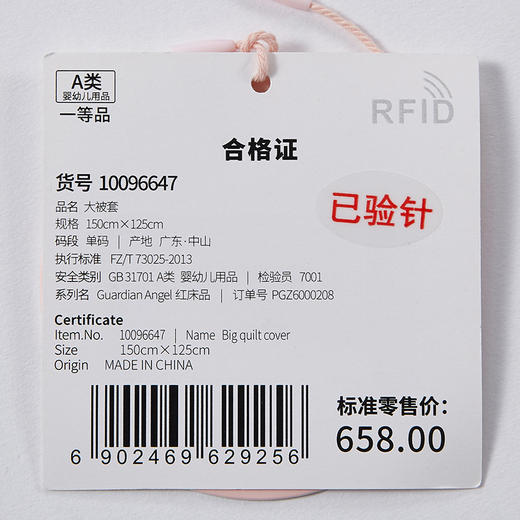 A类
婴幼儿用品
一等品
RFID
合格证
货号 10096647
已验针
品名 大被套
规格 150cm×125cm
码段 单码 | 产地 广东·中山
执行标准 FZ/T 73025-2013
安全类别 GB 31701 A类 婴幼儿用品 | 检验员 7001
系列名 Guardian Angel 红床品 | 订单号 PGZ6000208
Certificate
Item.No. 10096647 | Name Big quilt cover
Size 150cm×125cm
Origin MADE IN CHINA
标准零售价:
658.00
6 902469 629256